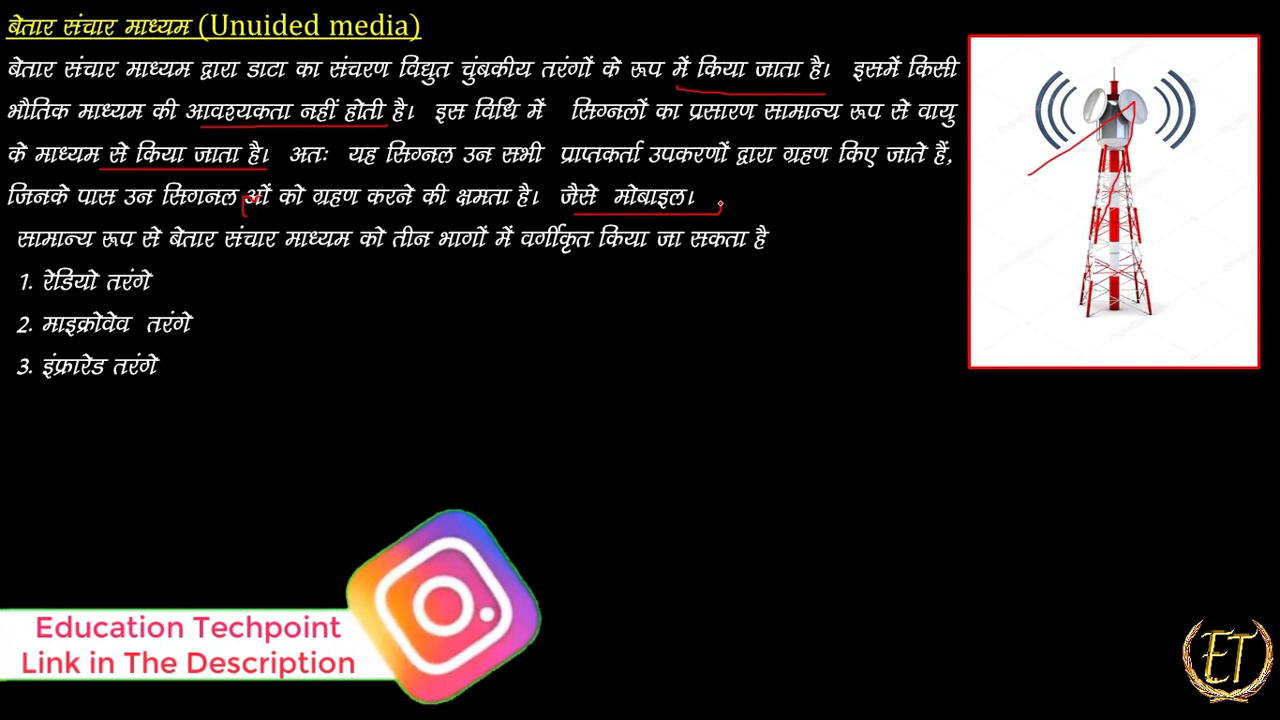 बेतार संचार माध्यम (Unuided media)
बेतार संचार माध्यम द्वारा डाटा का संचरण विद्युत चुंबकीय तरंगों के रूप में किया जाता है। इसमें किसी
भौतिक माध्यम की आवश्यकता नहीं होती है। इस विधि में सिग्नलों का प्रसारण सामान्य रूप से वायु
के माध्यम से किया जाता है। अतः यह सिग्नल उन सभी प्राप्तकर्ता उपकरणों द्वारा ग्रहण किए जाते हैं,
जिनके पास उन सिगनल ओं को ग्रहण करने की क्षमता है। जैसे मोबाइल।
सामान्य रूप से बेतार संचार माध्यम को तीन भागों में वर्गीकृत किया जा सकता है
1. रेडियो तरंगे
2. माइक्रोवेव तरंगे
3. इंफ्रारेड तरंगे
Education Techpoint
Link in The Description
ET